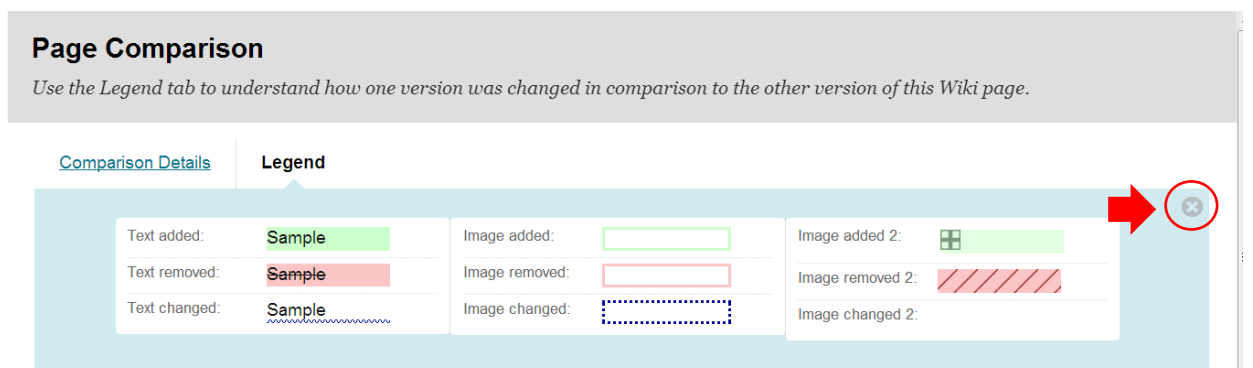 Page Comparison
Use the Legend tab to understand how one version was changed in comparison to the other version of this Wiki page.
Comparison Details
Legend
Text added: Sample
Text removed: Sample
Text changed: Sample
Image added:
Image removed:
Image changed:
Image added 2:
Image removed 2:
Image changed 2: